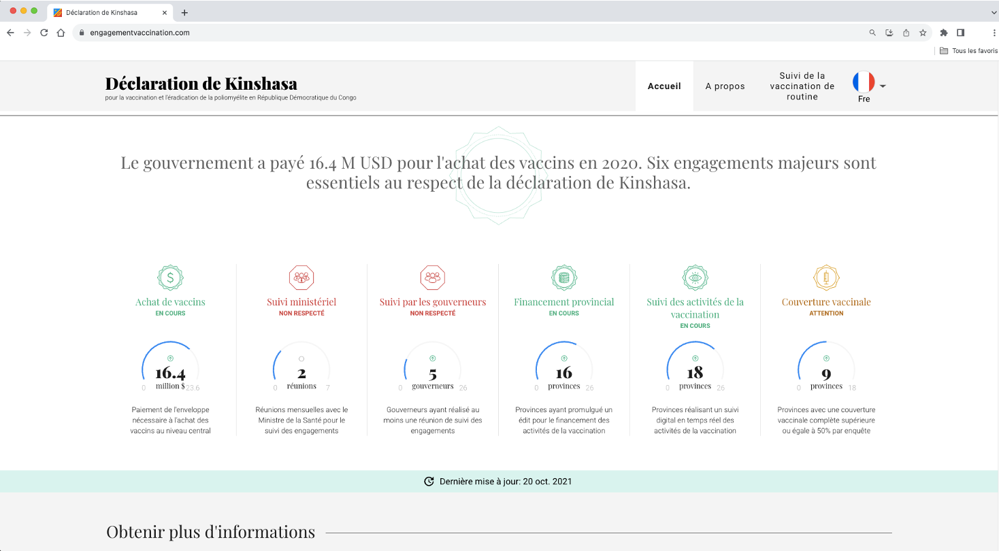 Déclaration de Kinshasa
engagementvaccination.com
Tous les favoris
Déclaration de Kinshasa
pour la vaccination et l'éradication de la poliomyélite en République Démocratique du Congo
Accueil
A propos
Suivi de la
vaccination de
routine
Fre
Le gouvernement a payé 16.4 M USD pour l'achat des vaccins en 2020. Six engagements majeurs sont
essentiels au respect de la déclaration de Kinshasa.
$
Achat de vaccins
EN COURS
16.4
0 million $ 23.6
Paiement de l'enveloppe
nécessaire à l'achat des
vaccins au niveau central
Suivi ministériel
NON RESPECTÉ
2
0 réunions 7
Réunions mensuelles avec le
Ministre de la Santé pour le
suivi des engagements
Suivi par les gouverneurs
NON RESPECTÉ
5
0 gouverneurs 26
Gouverneurs ayant réalisé au
moins une réunion de suivi des
engagements
Financement provincial
EN COURS
16
0 provinces 26
Provinces ayant promulgué un
édit pour le financement des
activités de la vaccination
Suivi des activités de la
vaccination
EN COURS
18
0 provinces 26
Provinces réalisant un suivi
digital en temps réel des
activités de la vaccination
Couverture vaccinale
ATTENTION
9
0 provinces 18
Provinces avec une couverture
vaccinale complète supérieure
ou égale à 50% par enquête
Dernière mise à jour: 20 oct. 2021
Obtenir plus d'informations